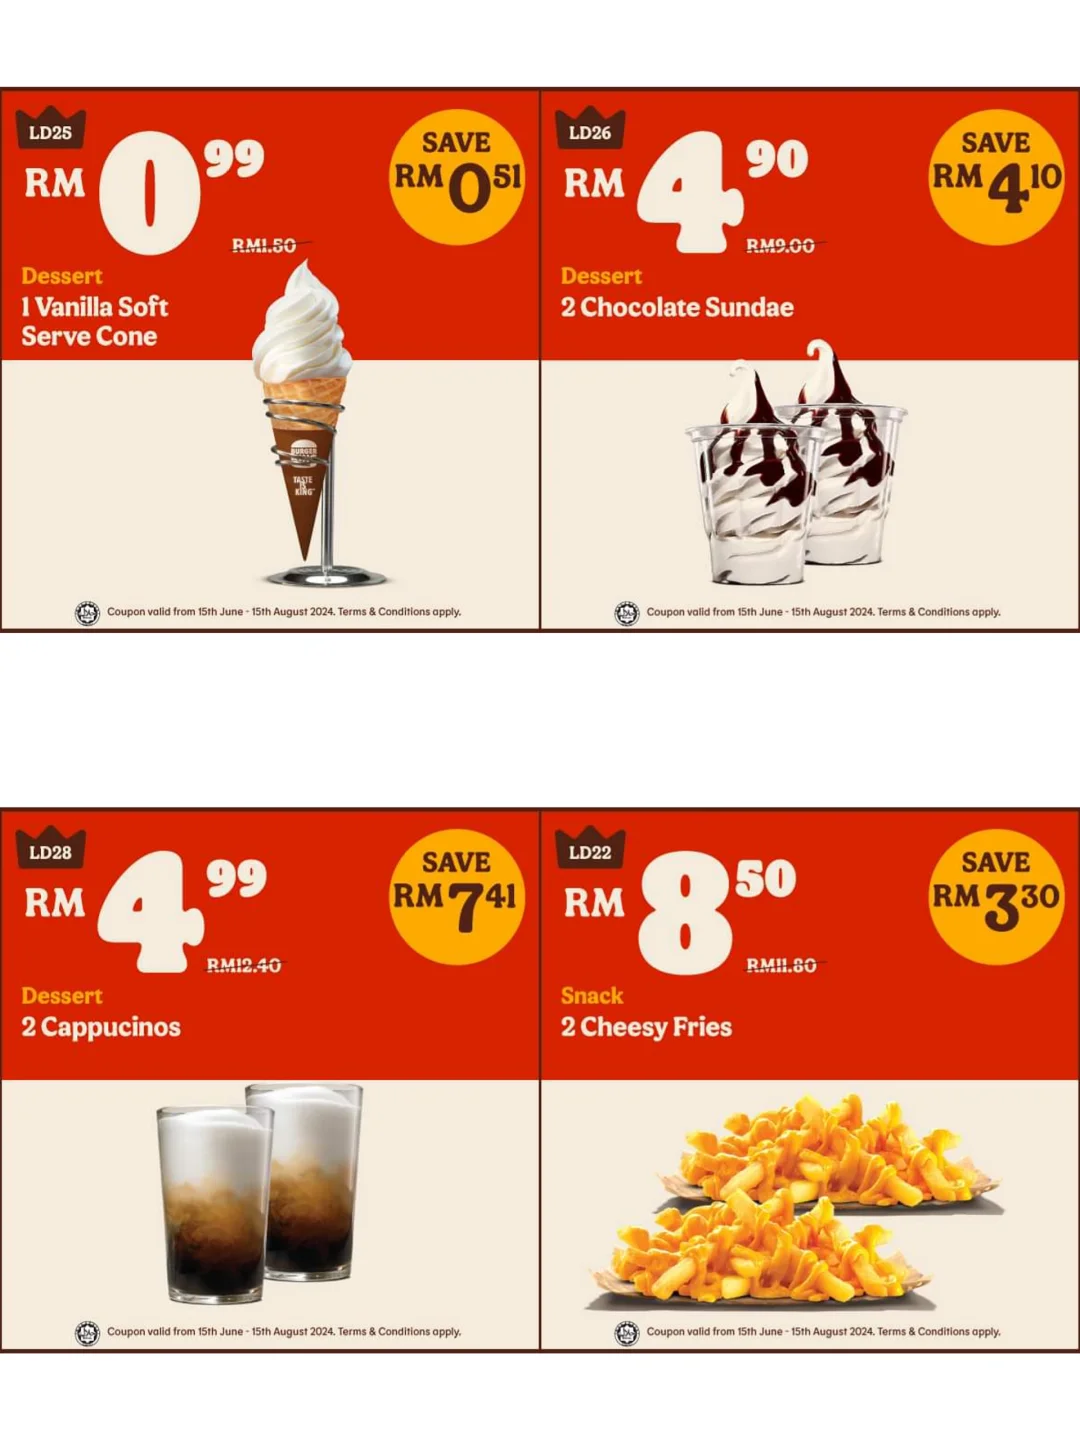 LD25
RM 0 99
SAVE
RM 0 51
RM1.50
Dessert
1 Vanilla Soft
Serve Cone
BURGER
KING
TASTE
IS
KING
Coupon valid from 15th June - 15th August 2024. Terms & Conditions apply.
LD26
RM 4 90
SAVE
RM 4 10
RM9.00
Dessert
2 Chocolate Sundae
Coupon valid from 15th June - 15th August 2024. Terms & Conditions apply.
LD28
RM 4 99
SAVE
RM 7 41
RM12.40
Dessert
2 Cappucinos
Coupon valid from 15th June - 15th August 2024. Terms & Conditions apply.
LD22
RM 8 50
SAVE
RM 3 30
RM11.80
Snack
2 Cheesy Fries
Coupon valid from 15th June - 15th August 2024. Terms & Conditions apply.